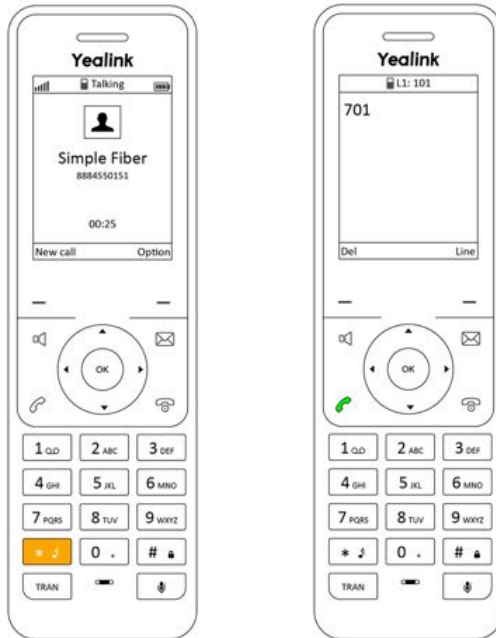 Yealink
Talking
Simple Fiber
8884550151
00:25
New call Option
OK
1
2 ABC 3 DEF
4 GHI 5 JKL 6 MNO
7 PQRS 8 TUV 9 WXYZ
* 0 #
TRAN
Yealink
L1: 101
701
Del Line
OK
1
2 ABC 3 DEF
4 GHI 5 JKL 6 MNO
7 PQRS 8 TUV 9 WXYZ
* 0 #
TRAN